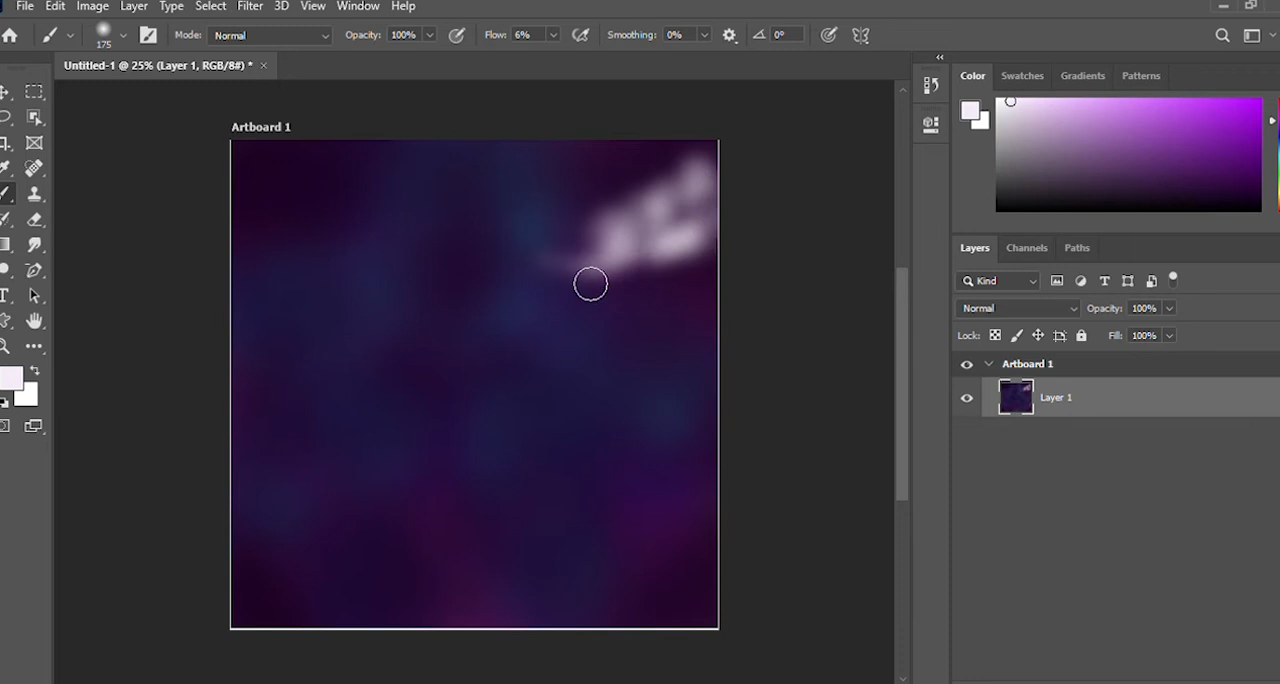 File Edit Image Layer Type Select Filter 3D View Window Help
175 Mode: Normal Opacity: 100% Flow: 6% Smoothing: 0% 0°
Untitled-1 @ 25% (Layer 1, RGB/8#) * ×
Color Swatches Gradients Patterns
Artboard 1
Layers Channels Paths
Kind
Normal Opacity: 100%
Lock: Fill: 100%
Artboard 1
Layer 1